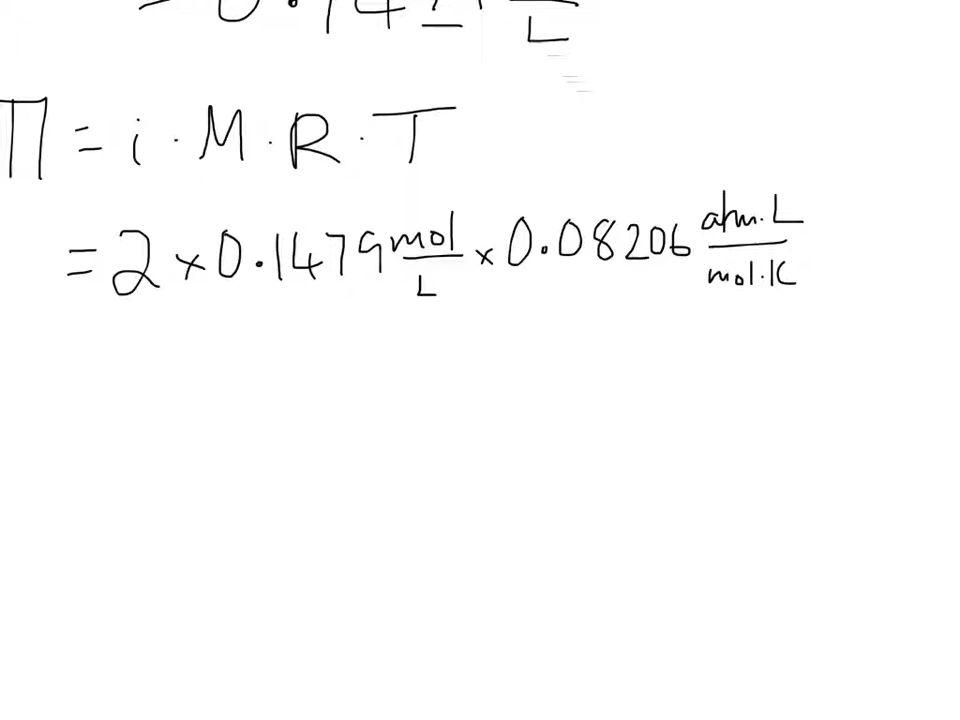 Π = i · M · R · T
= 2 × 0.1479 mol/L × 0.08206 atm·L/mol·K